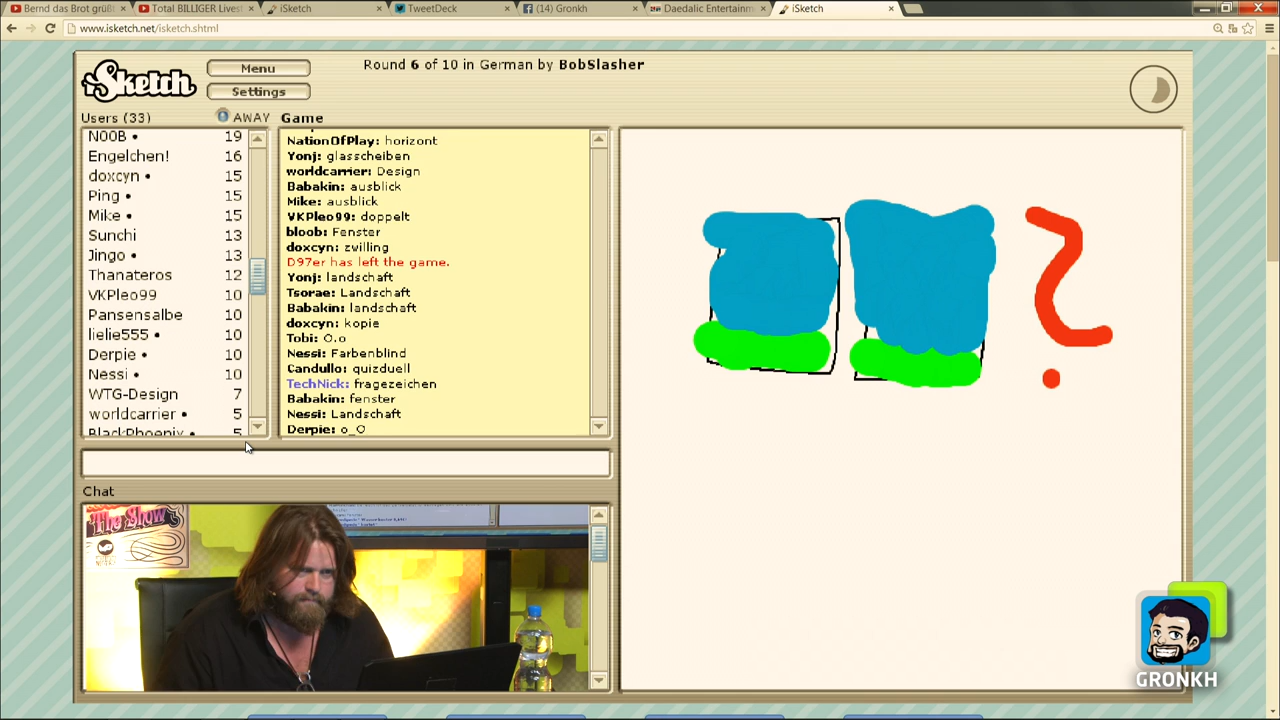 Bernd das Brot grüß
Total BILLIGER Livest
iSketch
TweetDeck
(14) Gronkh
Daedalic Entertainm
iSketch
www.isketch.net/isketch.shtml
iSketch
Menu
Settings
Round 6 of 10 in German by BobSlasher
Users (33)
AWAY
Game
N00B • 19
Engelchen! 16
doxcyn • 15
Ping • 15
Mike • 15
Sunchi 13
Jingo • 13
Thanateros 12
VKPleo99 10
Pansensalbe 10
lielie555 • 10
Derpie • 10
Nessi • 10
WTG-Design 7
worldcarrier • 5
BlackPhoenix • 5
NationOfPlay: horizont
Yonj: glasscheiben
worldcarrier: Design
Babakin: ausblick
Mike: ausblick
VKPleo99: doppelt
bloob: Fenster
doxcyn: zwilling
D97er has left the game.
Yonj: landschaft
Tsorae: Landschaft
Babakin: landschaft
doxcyn: kopie
Tobi: O.o
Nessi: Farbenblind
Candullo: quizduell
TechNick: fragezeichen
Babakin: fenster
Nessi: Landschaft
Derpie: o_O
?
Chat
The Show
GRONKH